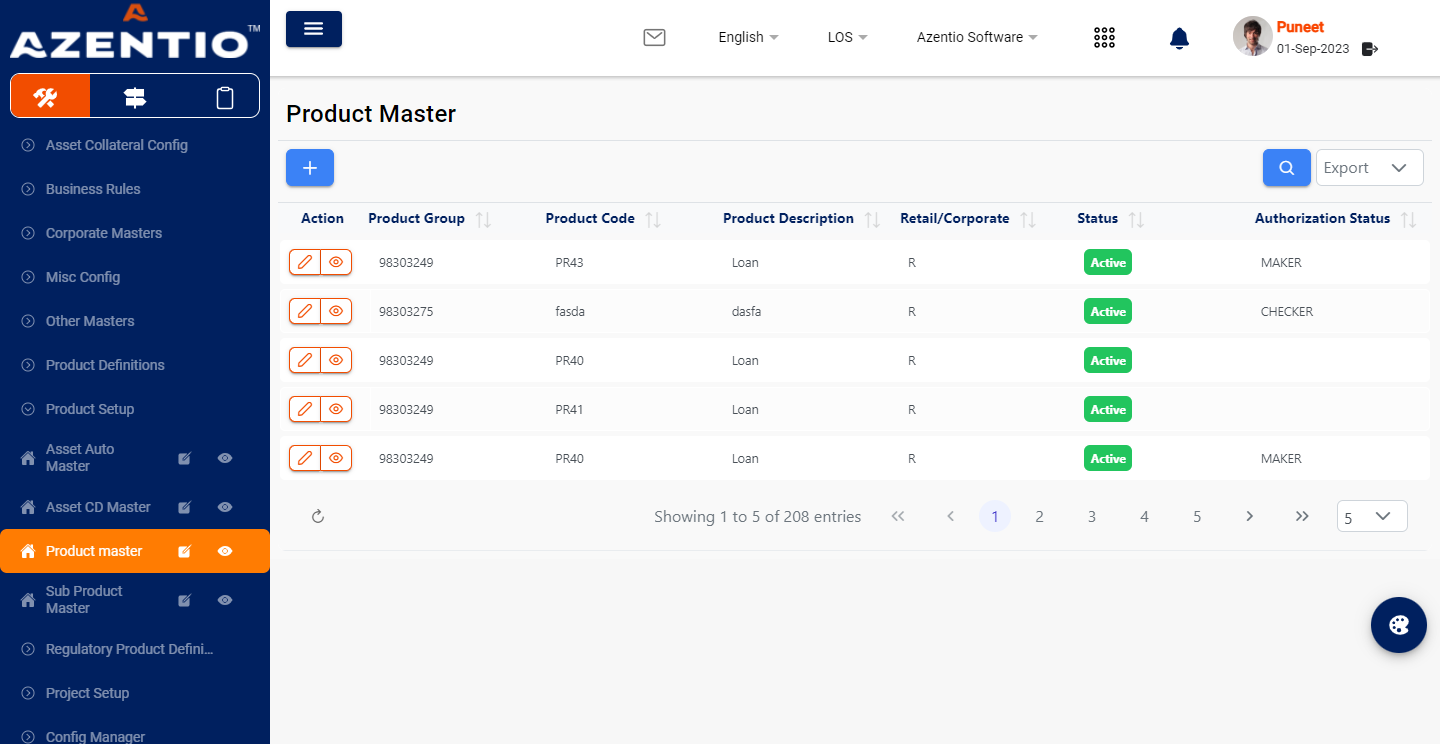 AZENTIO™
English
LOS
Azentio Software
Puneet
01-Sep-2023
Asset Collateral Config
Business Rules
Corporate Masters
Misc Config
Other Masters
Product Definitions
Product Setup
Asset Auto
Master
Asset CD Master
Product master
Sub Product
Master
Regulatory Product Defini...
Project Setup
Config Manager
Product Master
Export
Action Product Group Product Code Product Description Retail/Corporate Status Authorization Status
98303249 PR43 Loan R Active MAKER
98303275 fasda dasfa R Active CHECKER
98303249 PR40 Loan R Active
98303249 PR41 Loan R Active
98303249 PR40 Loan R Active MAKER
Showing 1 to 5 of 208 entries 1 2 3 4 5 5